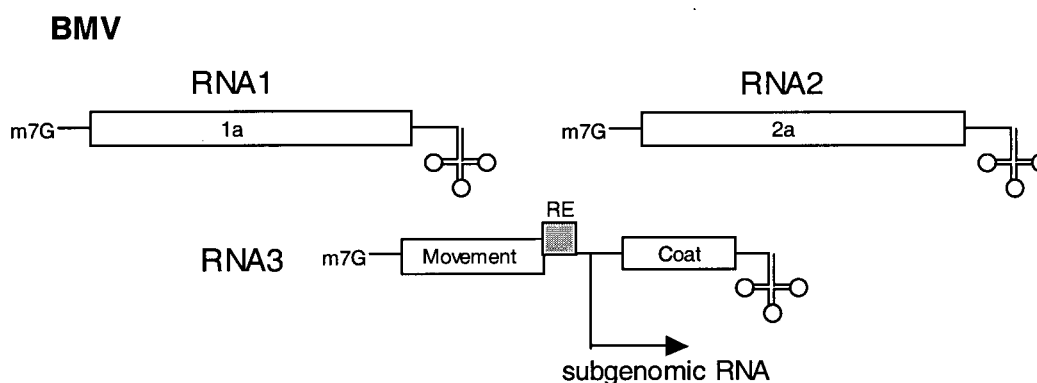 BMV
RNA1 RNA2
m7G 1a m7G 2a
RE
RNA3 m7G Movement Coat
subgenomic RNA